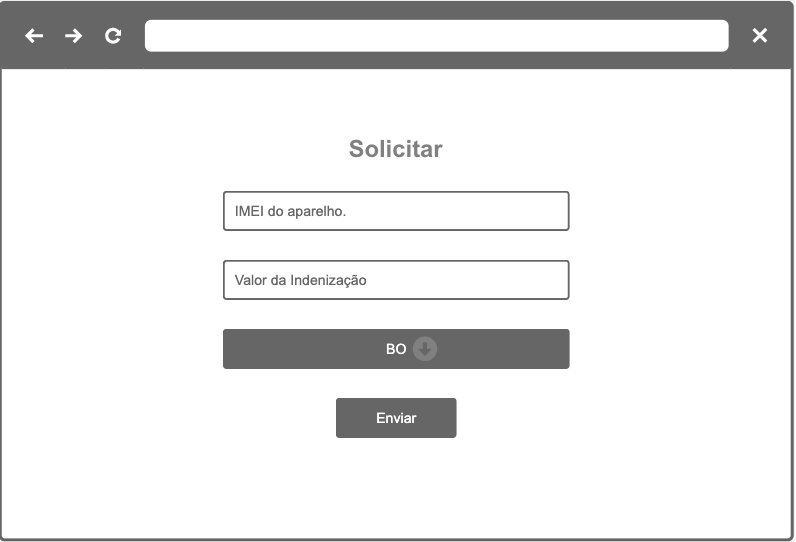 Solicitar
IMEI do aparelho.
Valor da Indenização
BO
Enviar